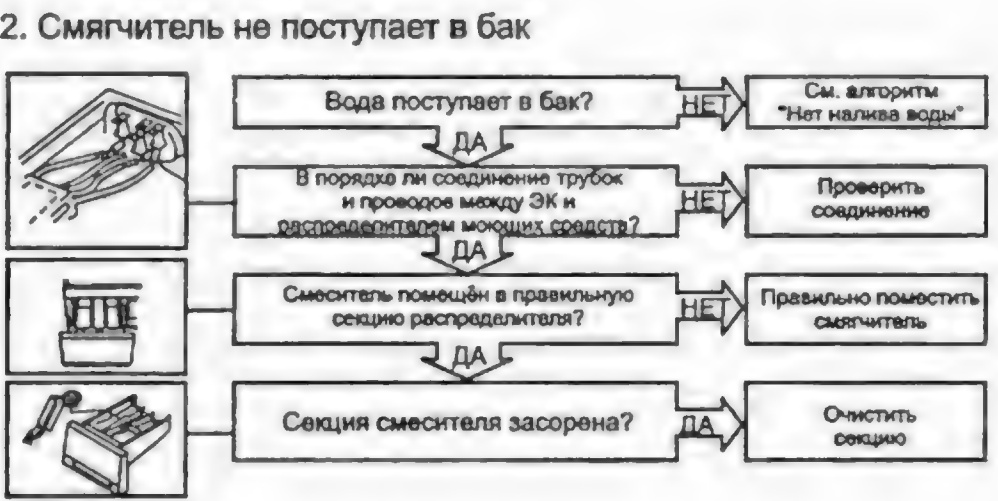 2. Смягчитель не поступает в бак
Вода поступает в бак?
НЕТ
См. алгоритм
"Нет налива воды"
ДА
В порядке ли соединение трубок
и проводов между ЭК и
распределителем моющих средств?
НЕТ
Проверить
соединение
ДА
Смеситель помещён в правильную
секцию распределителя?
НЕТ
Правильно поместить
смягчитель
ДА
Секция смесителя засорена?
ДА
Очистить
секцию